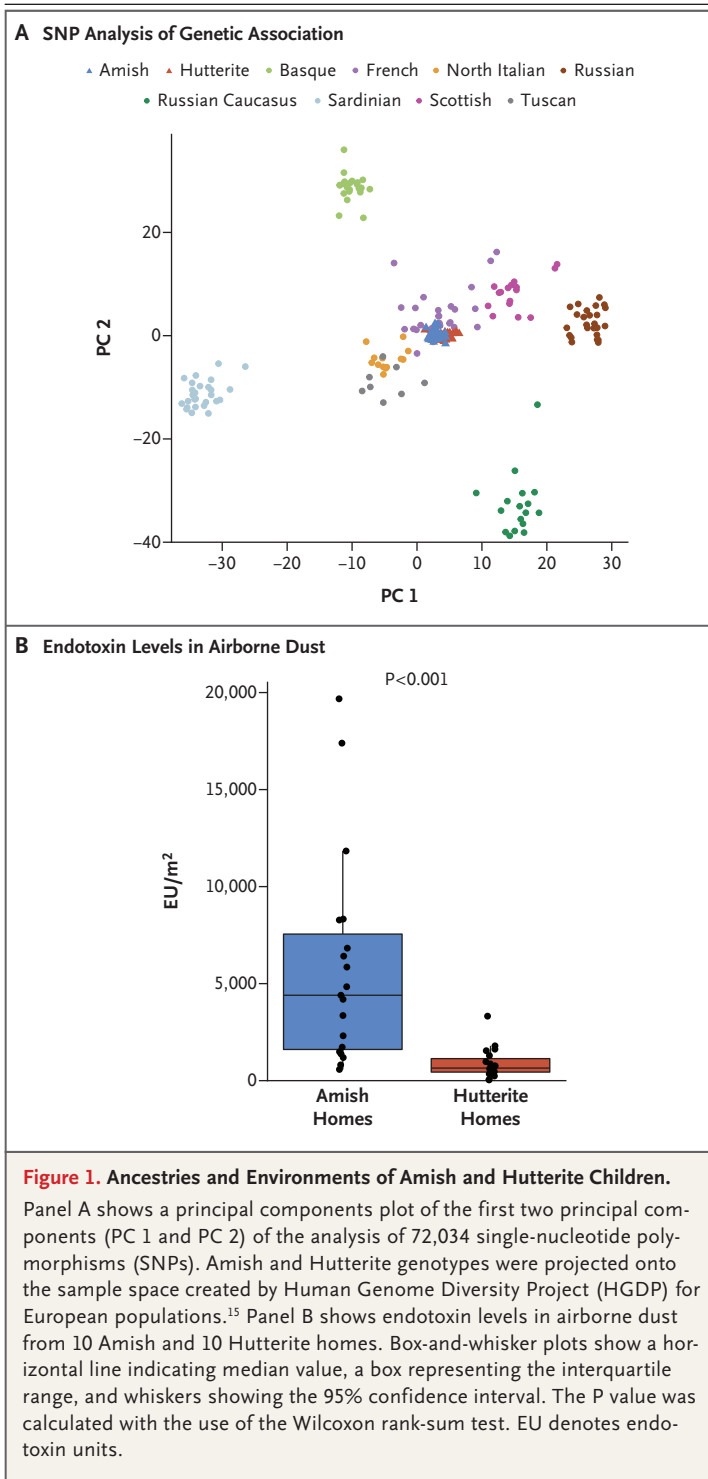 A SNP Analysis of Genetic Association
Amish Hutterite Basque French North Italian Russian
Russian Caucasus Sardinian Scottish Tuscan
20
0
−20
−40
PC 2
−30 −20 −10 0 10 20 30
PC 1
B Endotoxin Levels in Airborne Dust
P<0.001
20,000
15,000
10,000
5,000
0
EU/m²
Amish Hutterite
Homes Homes
Figure 1. Ancestries and Environments of Amish and Hutterite Children.
Panel A shows a principal components plot of the first two principal com-
ponents (PC 1 and PC 2) of the analysis of 72,034 single-nucleotide poly-
morphisms (SNPs). Amish and Hutterite genotypes were projected onto
the sample space created by Human Genome Diversity Project (HGDP) for
European populations.¹⁵ Panel B shows endotoxin levels in airborne dust
from 10 Amish and 10 Hutterite homes. Box-and-whisker plots show a hor-
izontal line indicating median value, a box representing the interquartile
range, and whiskers showing the 95% confidence interval. The P value was
calculated with the use of the Wilcoxon rank-sum test. EU denotes endo-
toxin units.